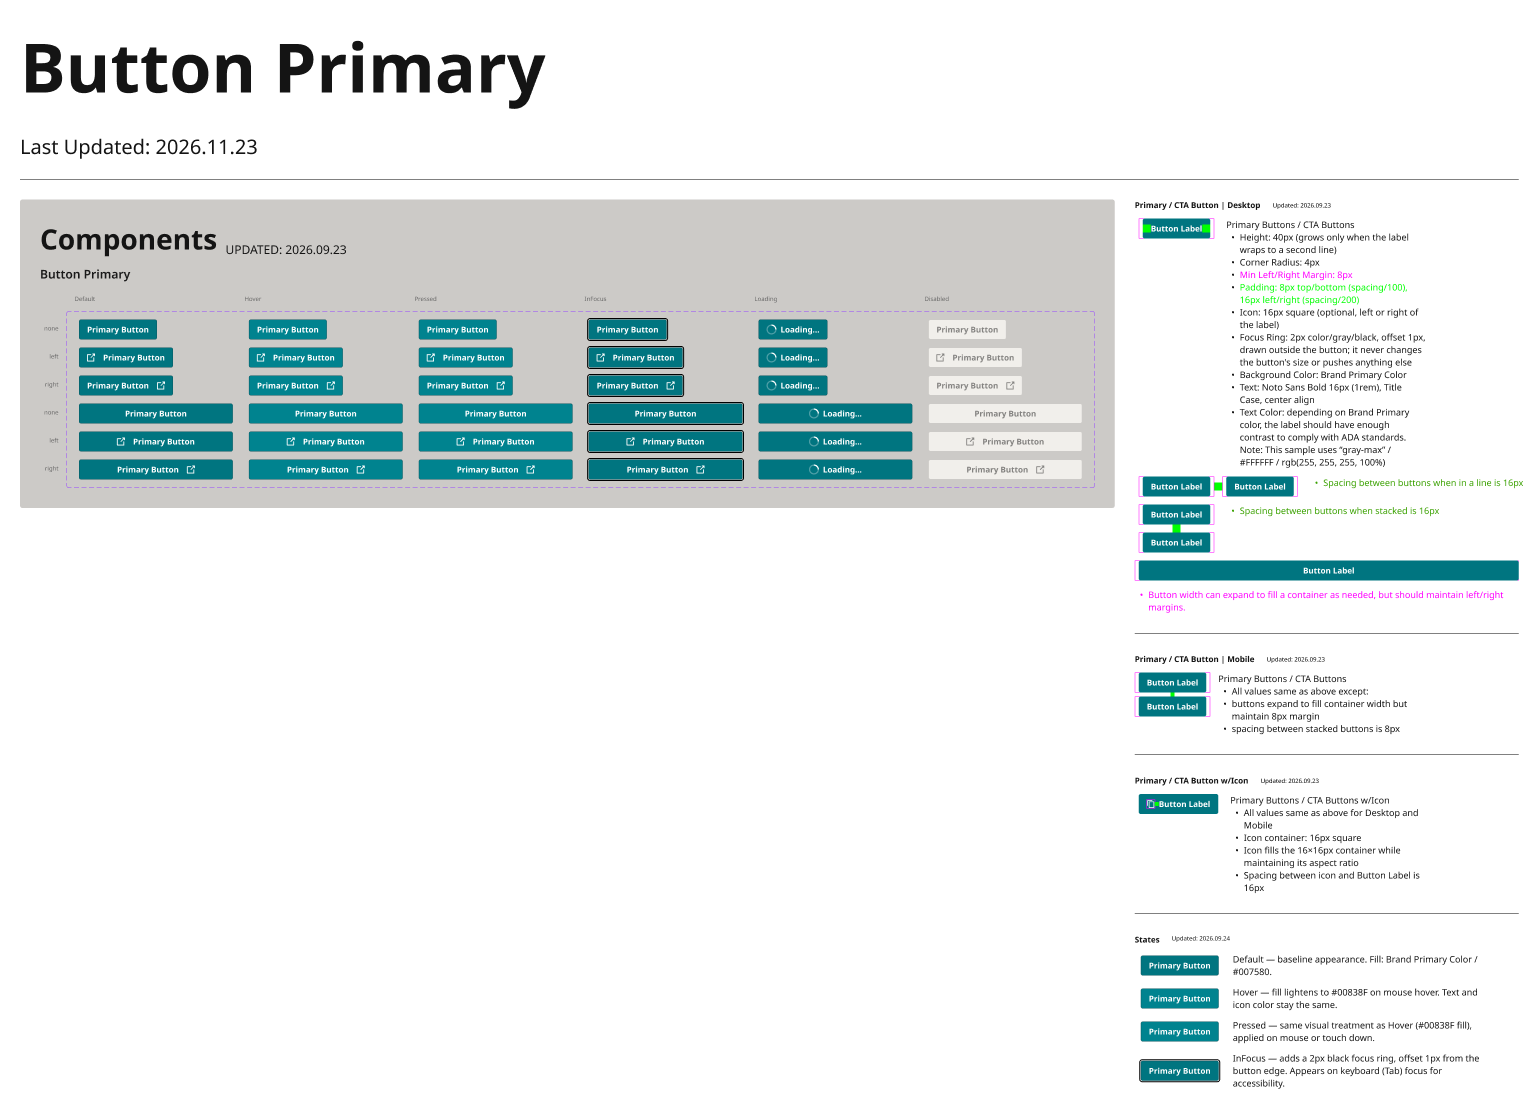 Button Primary
Last Updated: 2026.11.23
Components UPDATED: 2026.09.23
Button Primary
Default Hover Pressed InFocus Loading Disabled
none Primary Button Primary Button Primary Button Primary Button Loading... Primary Button
left Primary Button Primary Button Primary Button Primary Button Loading... Primary Button
right Primary Button Primary Button Primary Button Primary Button Loading... Primary Button
none Primary Button Primary Button Primary Button Primary Button Loading... Primary Button
left Primary Button Primary Button Primary Button Primary Button Loading... Primary Button
right Primary Button Primary Button Primary Button Primary Button Loading... Primary Button
Primary / CTA Button | Desktop Updated: 2026.09.23
Button Label
Primary Buttons / CTA Buttons
• Height: 40px (grows only when the label
wraps to a second line)
• Corner Radius: 4px
• Min Left/Right Margin: 8px
• Padding: 8px top/bottom (spacing/100),
16px left/right (spacing/200)
• Icon: 16px square (optional, left or right of
the label)
• Focus Ring: 2px color/gray/black, offset 1px,
drawn outside the button; it never changes
the button's size or pushes anything else
• Background Color: Brand Primary Color
• Text: Noto Sans Bold 16px (1rem), Title
Case, center align
• Text Color: depending on Brand Primary
color, the label should have enough
contrast to comply with ADA standards.
Note: This sample uses “gray-max” /
#FFFFFF / rgb(255, 255, 255, 100%)
Button Label Button Label • Spacing between buttons when in a line is 16px
Button Label • Spacing between buttons when stacked is 16px
Button Label
Button Label
• Button width can expand to fill a container as needed, but should maintain left/right
margins.
Primary / CTA Button | Mobile Updated: 2026.09.23
Button Label
Button Label
Primary Buttons / CTA Buttons
• All values same as above except:
• buttons expand to fill container width but
maintain 8px margin
• spacing between stacked buttons is 8px
Primary / CTA Button w/Icon Updated: 2026.09.23
Button Label
Primary Buttons / CTA Buttons w/Icon
• All values same as above for Desktop and
Mobile
• Icon container: 16px square
• Icon fills the 16×16px container while
maintaining its aspect ratio
• Spacing between icon and Button Label is
16px
States Updated: 2026.09.24
Primary Button
Default — baseline appearance. Fill: Brand Primary Color /
#007580.
Primary Button
Hover — fill lightens to #00838F on mouse hover. Text and
icon color stay the same.
Primary Button
Pressed — same visual treatment as Hover (#00838F fill),
applied on mouse or touch down.
Primary Button
InFocus — adds a 2px black focus ring, offset 1px from the
button edge. Appears on keyboard (Tab) focus for
accessibility.